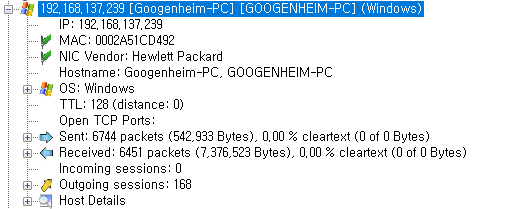 192,168,137,239 [Googenheim-PC] [GOOGENHEIM-PC] (Windows)
IP: 192,168,137,239
MAC: 0002A51CD492
NIC Vendor: Hewlett Packard
Hostname: Googenheim-PC, GOOGENHEIM-PC
OS: Windows
TTL: 128 (distance: 0)
Open TCP Ports:
Sent: 6744 packets (542,933 Bytes), 0,00 % cleartext (0 of 0 Bytes)
Received: 6451 packets (7,376,523 Bytes), 0,00 % cleartext (0 of 0 Bytes)
Incoming sessions: 0
Outgoing sessions: 168
Host Details